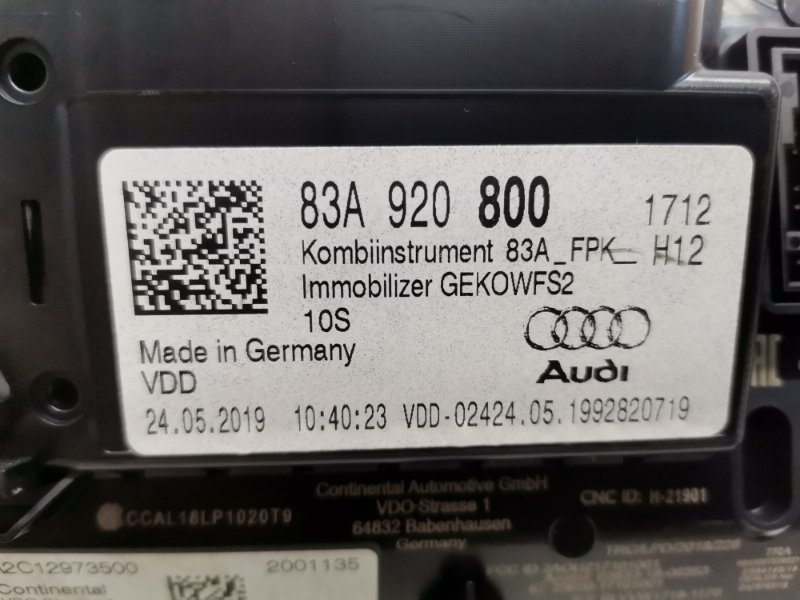 83A 920 800 1712
Kombiinstrument 83A_FPK_ H12
Immobilizer GEKOWFS2
10S
Made in Germany
VDD
Audi
24.05.2019 10:40:23 VDD-02424.05.1992820719
Continental Automotive GmbH
VDO-Strasse 1
64832 Babenhausen
Germany
CNC ID: H-21901
CCAL18LP1020T9
2C12973500 2001135
Continental
TRA